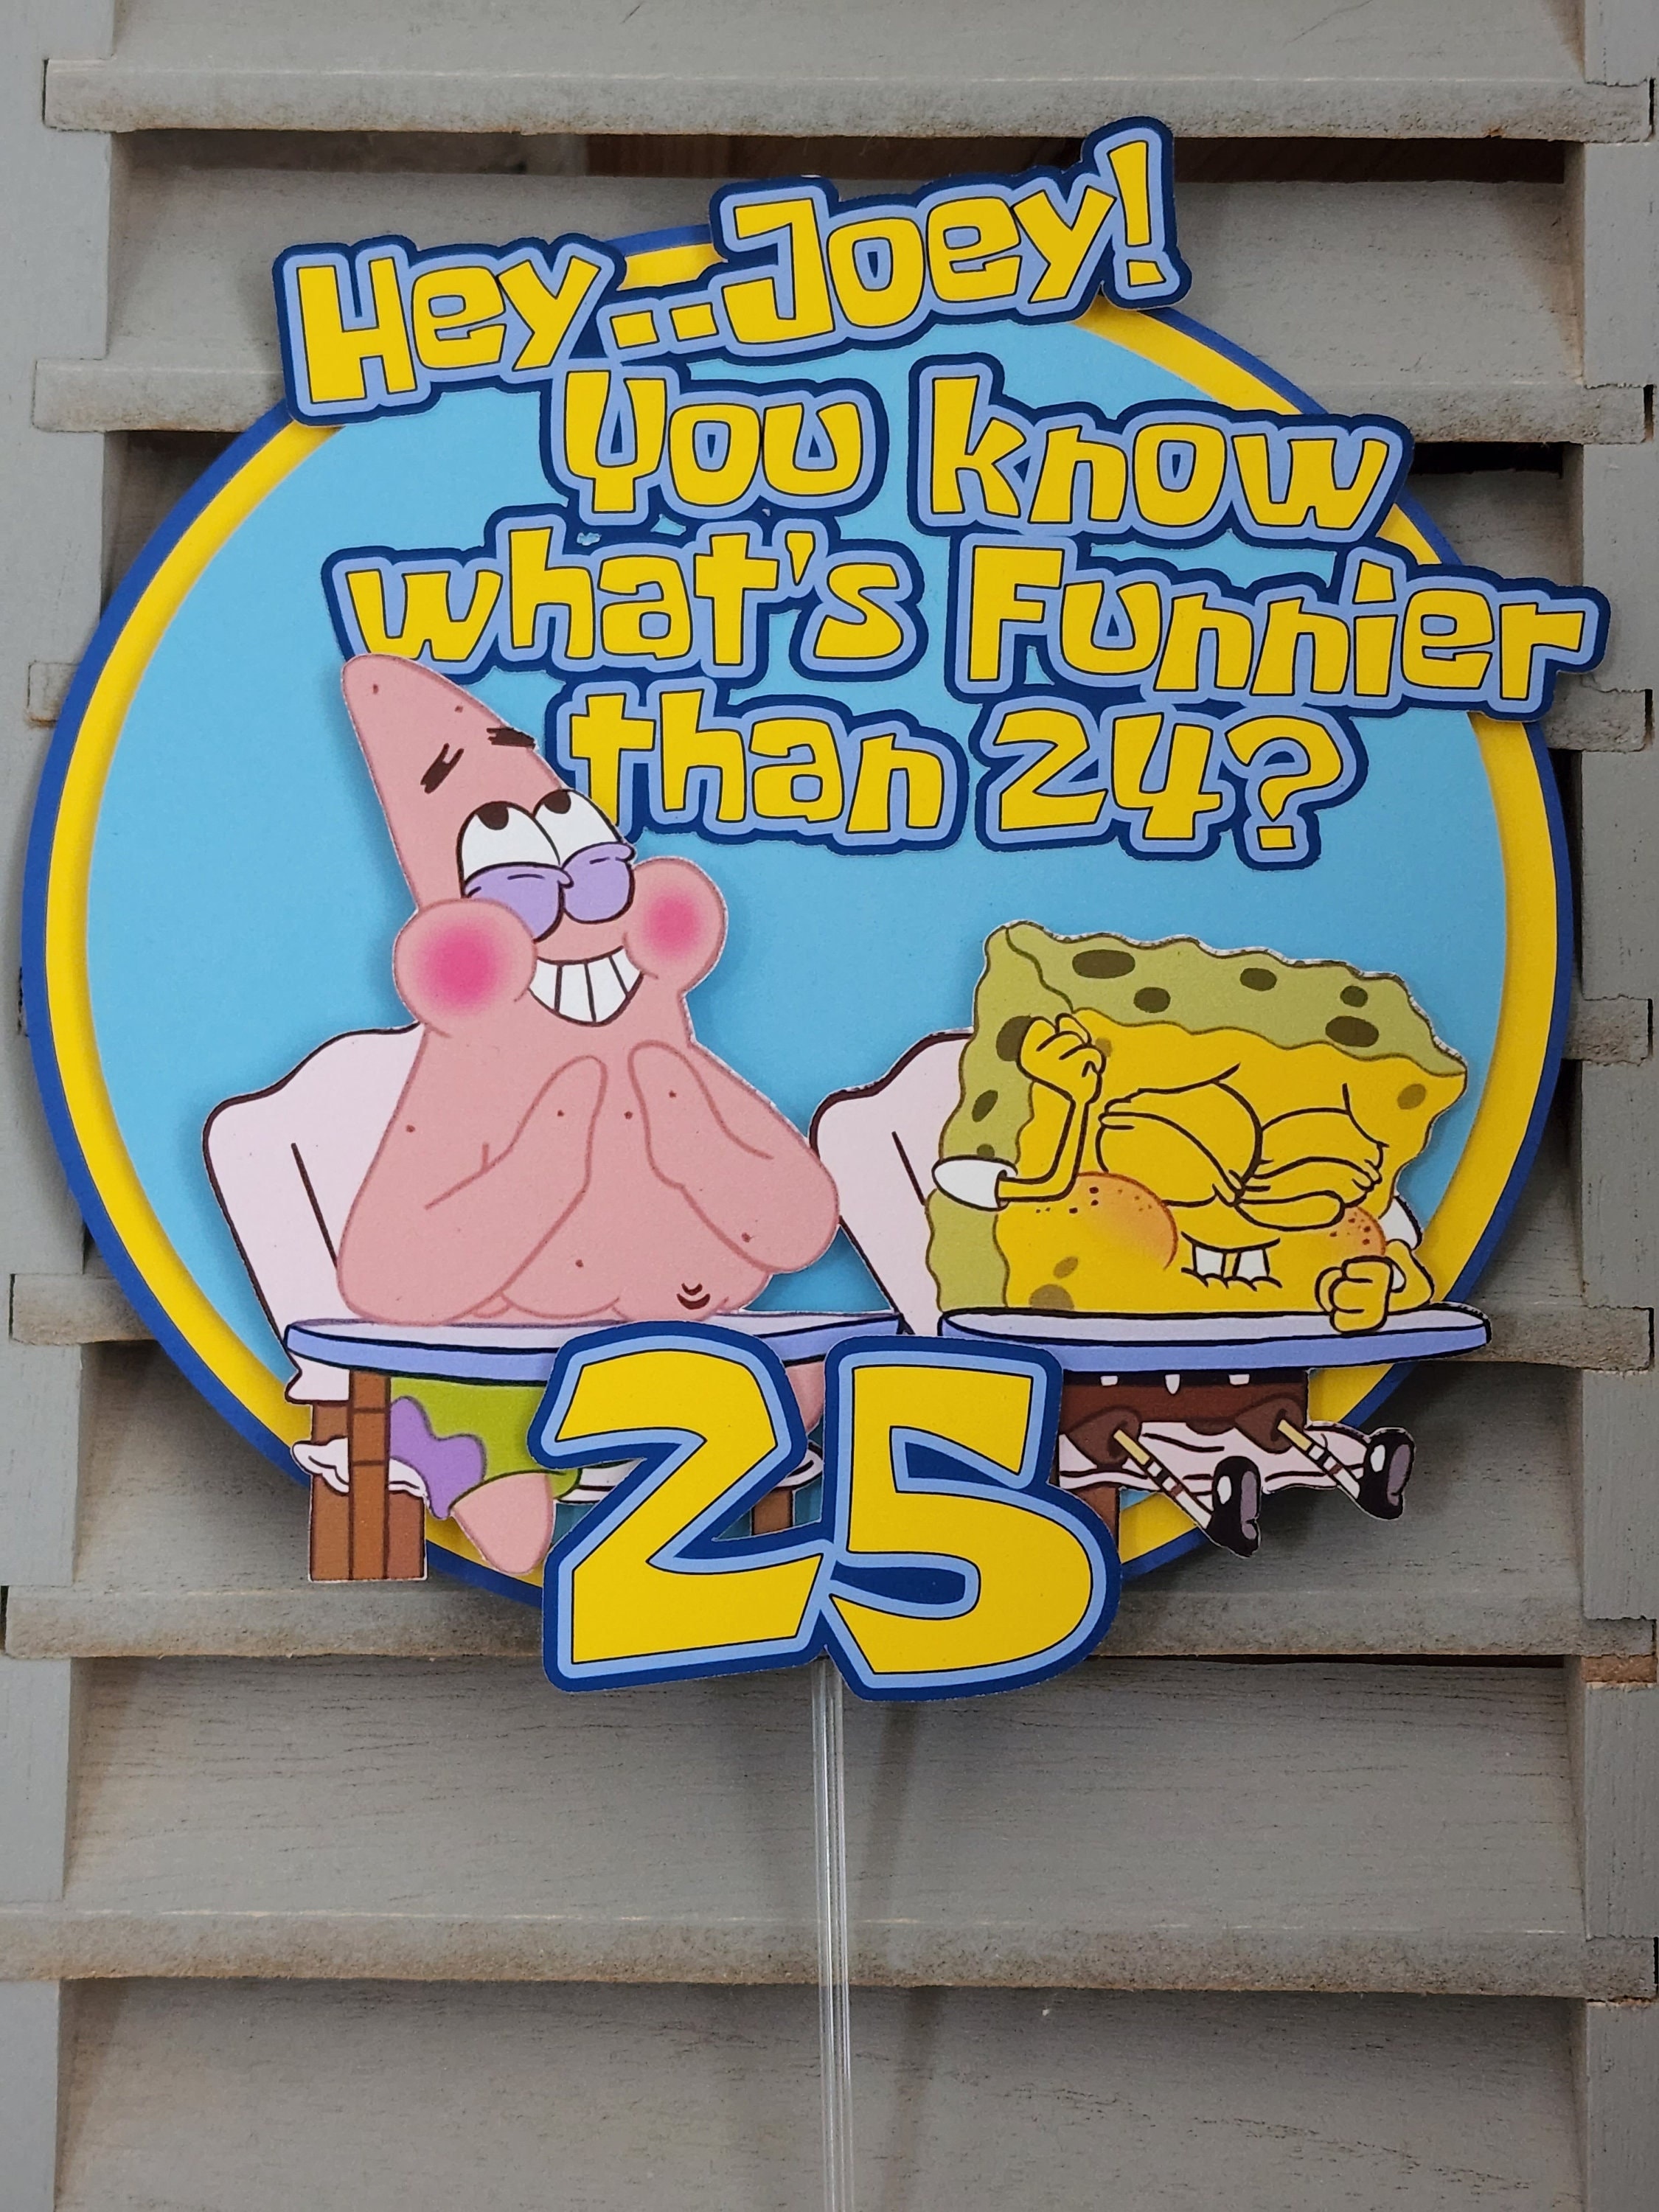 Hey..Joey!
You know
what's Funnier
than 24?
25